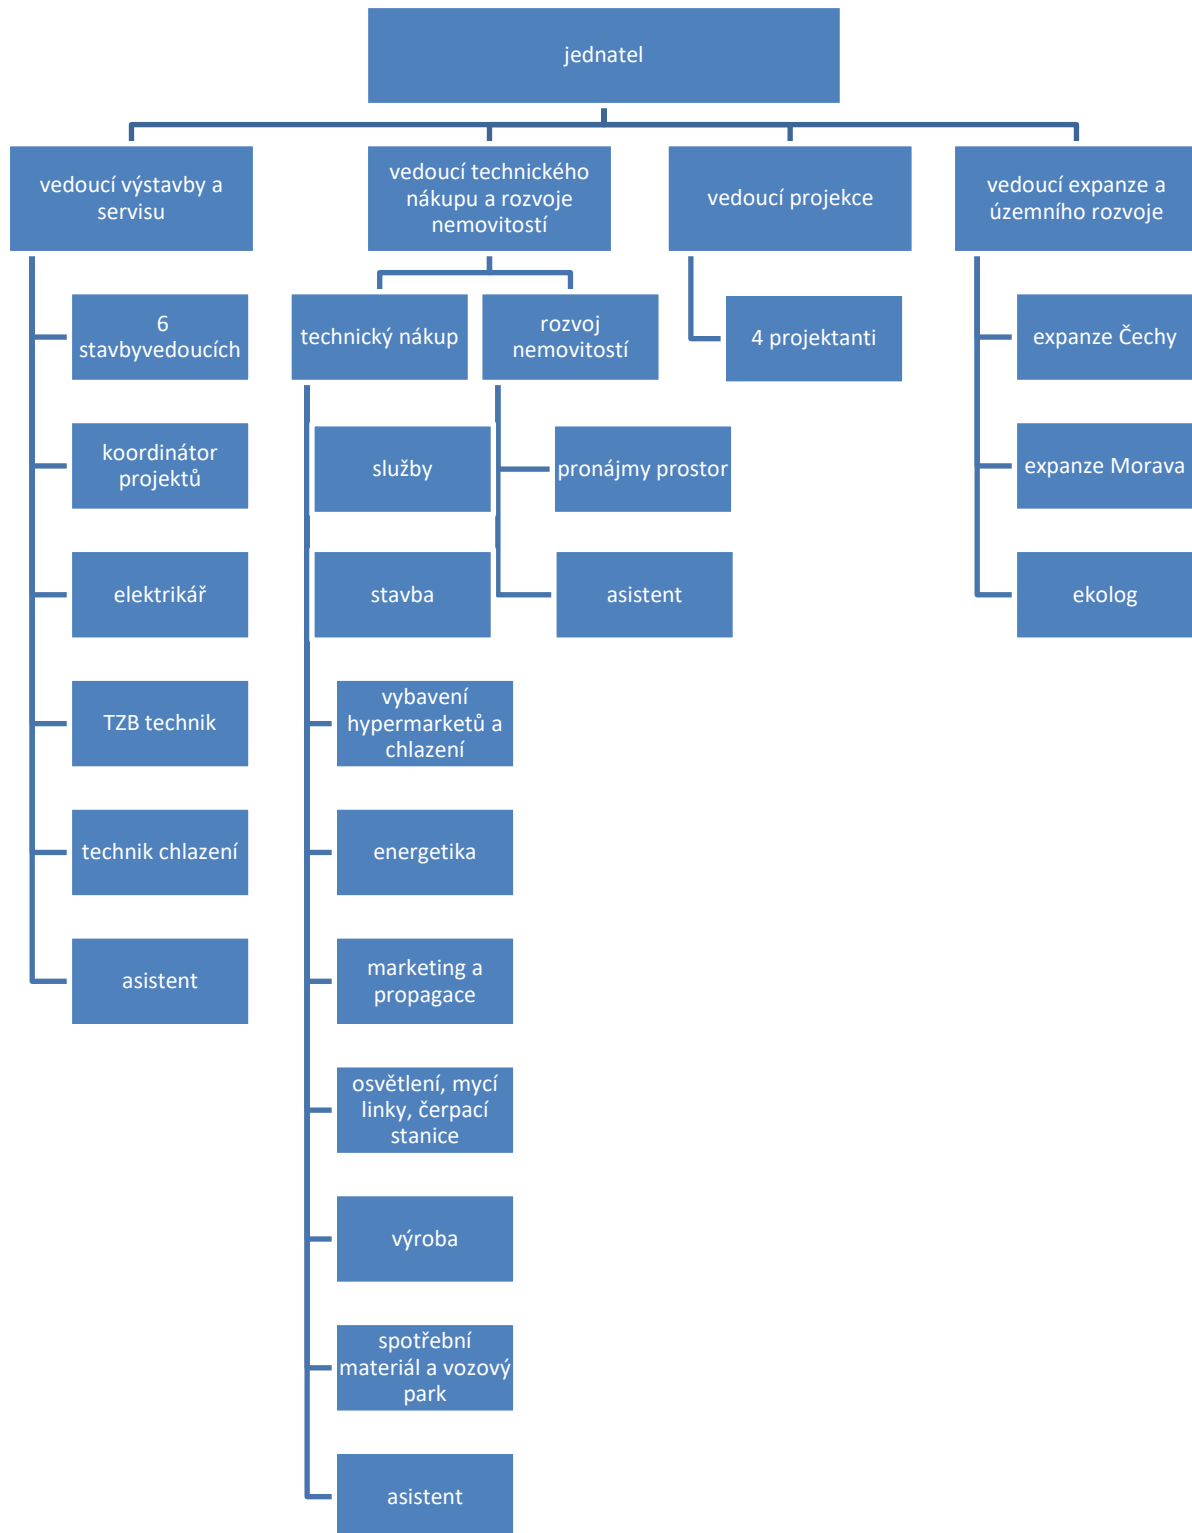 jednatel
vedoucí výstavby a
servisu
vedoucí technického
nákupu a rozvoje
nemovitostí
vedoucí projekce
vedoucí expanze a
územního rozvoje
6
stavbyvedoucích
koordinátor
projektů
elektrikář
TZB technik
technik chlazení
asistent
technický nákup
služby
stavba
vybavení
hypermarketů a
chlazení
energetika
marketing a
propagace
osvětlení, mycí
linky, čerpací
stanice
výroba
spotřební
materiál a vozový
park
asistent
rozvoj
nemovitostí
pronájmy prostor
asistent
4 projektanti
expanze Čechy
expanze Morava
ekolog